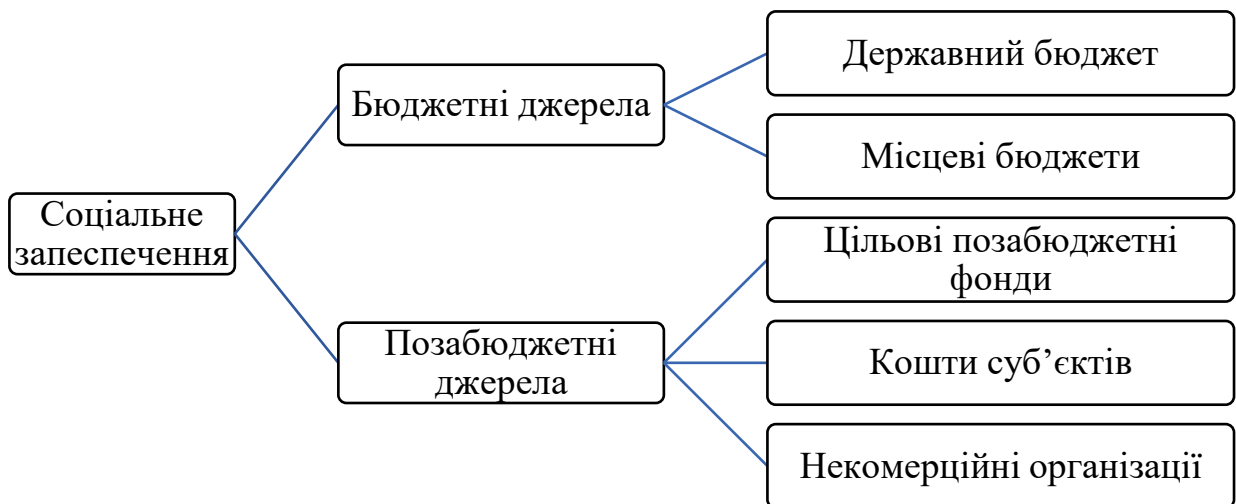 Соціальне
запеспечення
Бюджетні джерела
Державний бюджет
Місцеві бюджети
Позабюджетні
джерела
Цільові позабюджетні
фонди
Кошти суб’єктів
Некомерційні організації